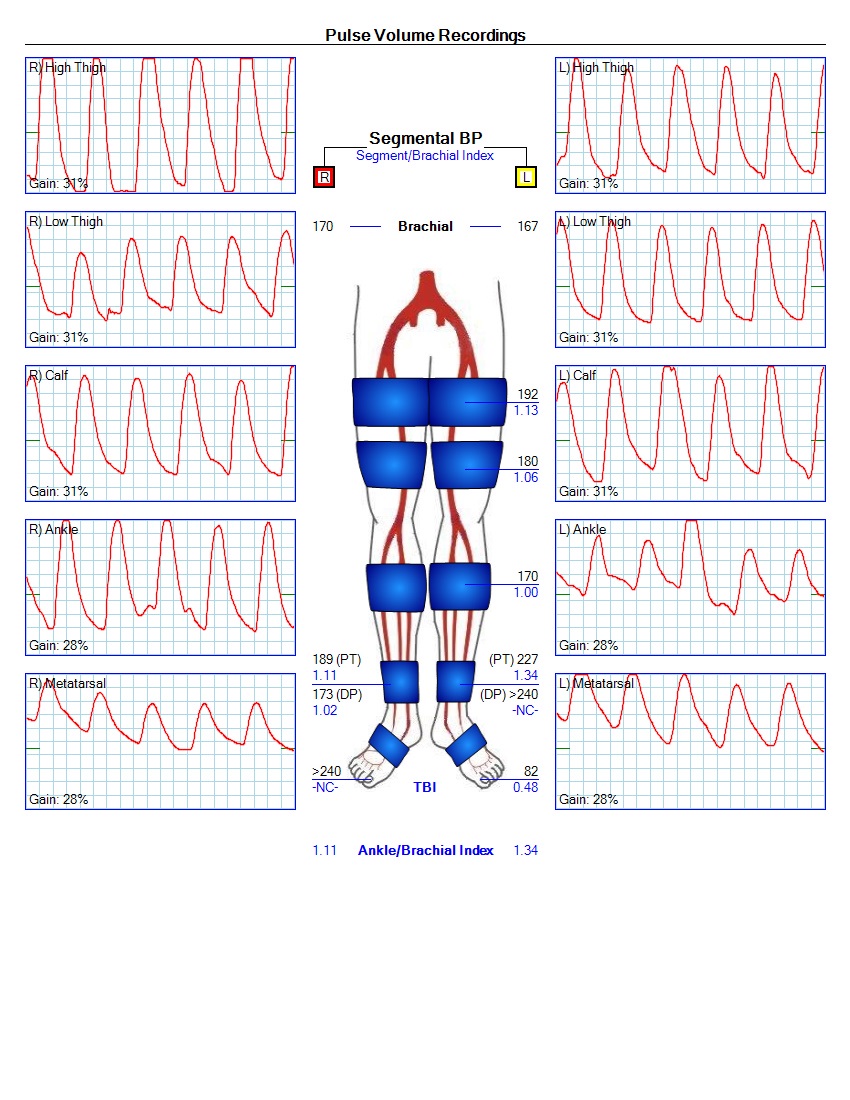 Pulse Volume Recordings
R) High Thigh
Gain: 31%
R) Low Thigh
Gain: 31%
R) Calf
Gain: 31%
R) Ankle
Gain: 28%
R) Metatarsal
Gain: 28%
Segmental BP
Segment/Brachial Index
R
L
170 Brachial 167
192
1.13
180
1.06
170
1.00
189 (PT) (PT) 227
1.11 1.34
173 (DP) (DP) >240
1.02 -NC-
>240 82
-NC- TBI 0.48
1.11 Ankle/Brachial Index 1.34
L) High Thigh
Gain: 31%
L) Low Thigh
Gain: 31%
L) Calf
Gain: 31%
L) Ankle
Gain: 28%
L) Metatarsal
Gain: 28%